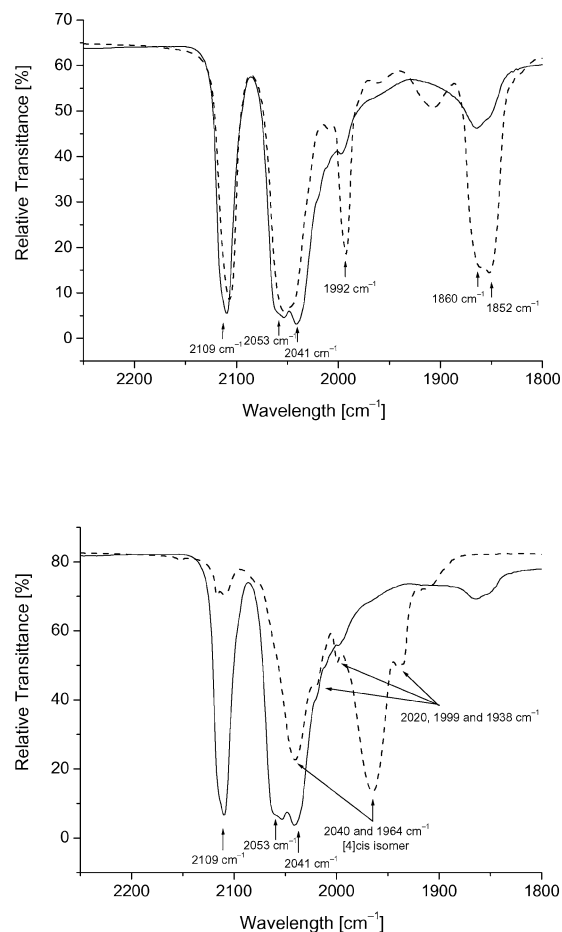 70
60
50
40
30
20
10
0
Relative Transittance [%]
1992 cm⁻¹
1860 cm⁻¹
1852 cm⁻¹
2109 cm⁻¹
2053 cm⁻¹
2041 cm⁻¹
2200 2100 2000 1900 1800
Wavelength [cm⁻¹]
80
60
40
20
0
Relative Transittance [%]
2020, 1999 and 1938 cm⁻¹
2040 and 1964 cm⁻¹
[4]cis isomer
2053 cm⁻¹
2109 cm⁻¹
2041 cm⁻¹
2200 2100 2000 1900 1800
Wavelength [cm⁻¹]